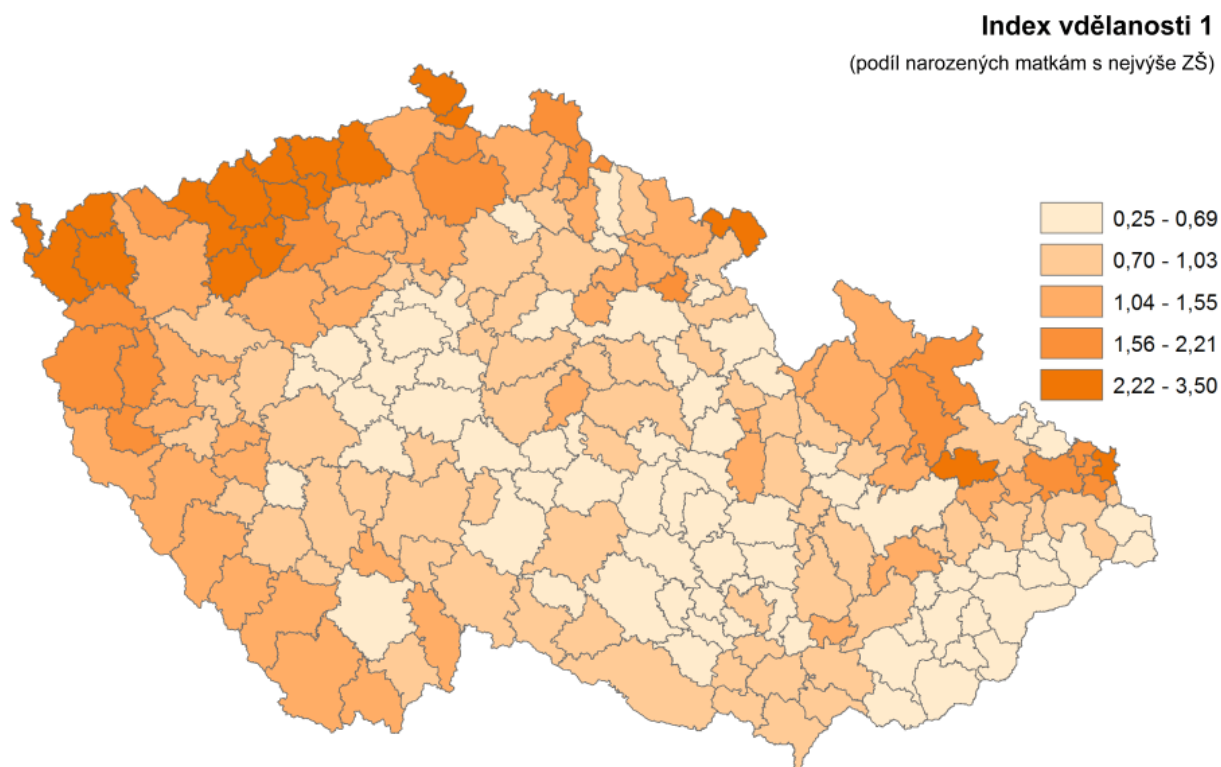 Index vdělanosti 1
(podíl narozených matkám s nejvýše ZŠ)
0,25 - 0,69
0,70 - 1,03
1,04 - 1,55
1,56 - 2,21
2,22 - 3,50